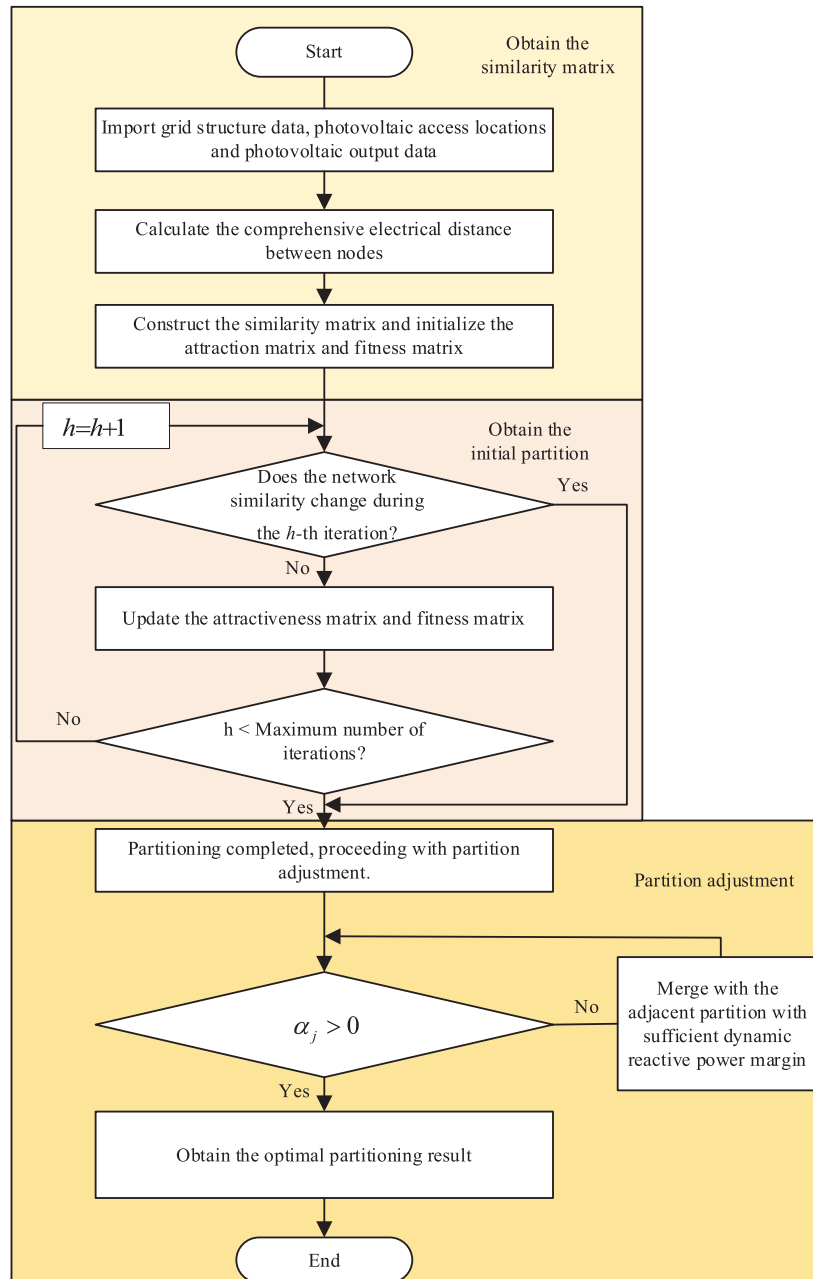 Start
Obtain the
similarity matrix
Import grid structure data, photovoltaic access locations
and photovoltaic output data
Calculate the comprehensive electrical distance
between nodes
Construct the similarity matrix and initialize the
attraction matrix and fitness matrix
h=h+1
Obtain the
initial partition
Does the network
similarity change during
the h-th iteration?
Yes
No
Update the attractiveness matrix and fitness matrix
No
h < Maximum number of
iterations?
Yes
Partitioning completed, proceeding with partition
adjustment.
Partition adjustment
α_j > 0
No
Merge with the
adjacent partition with
sufficient dynamic
reactive power margin
Yes
Obtain the optimal partitioning result
End